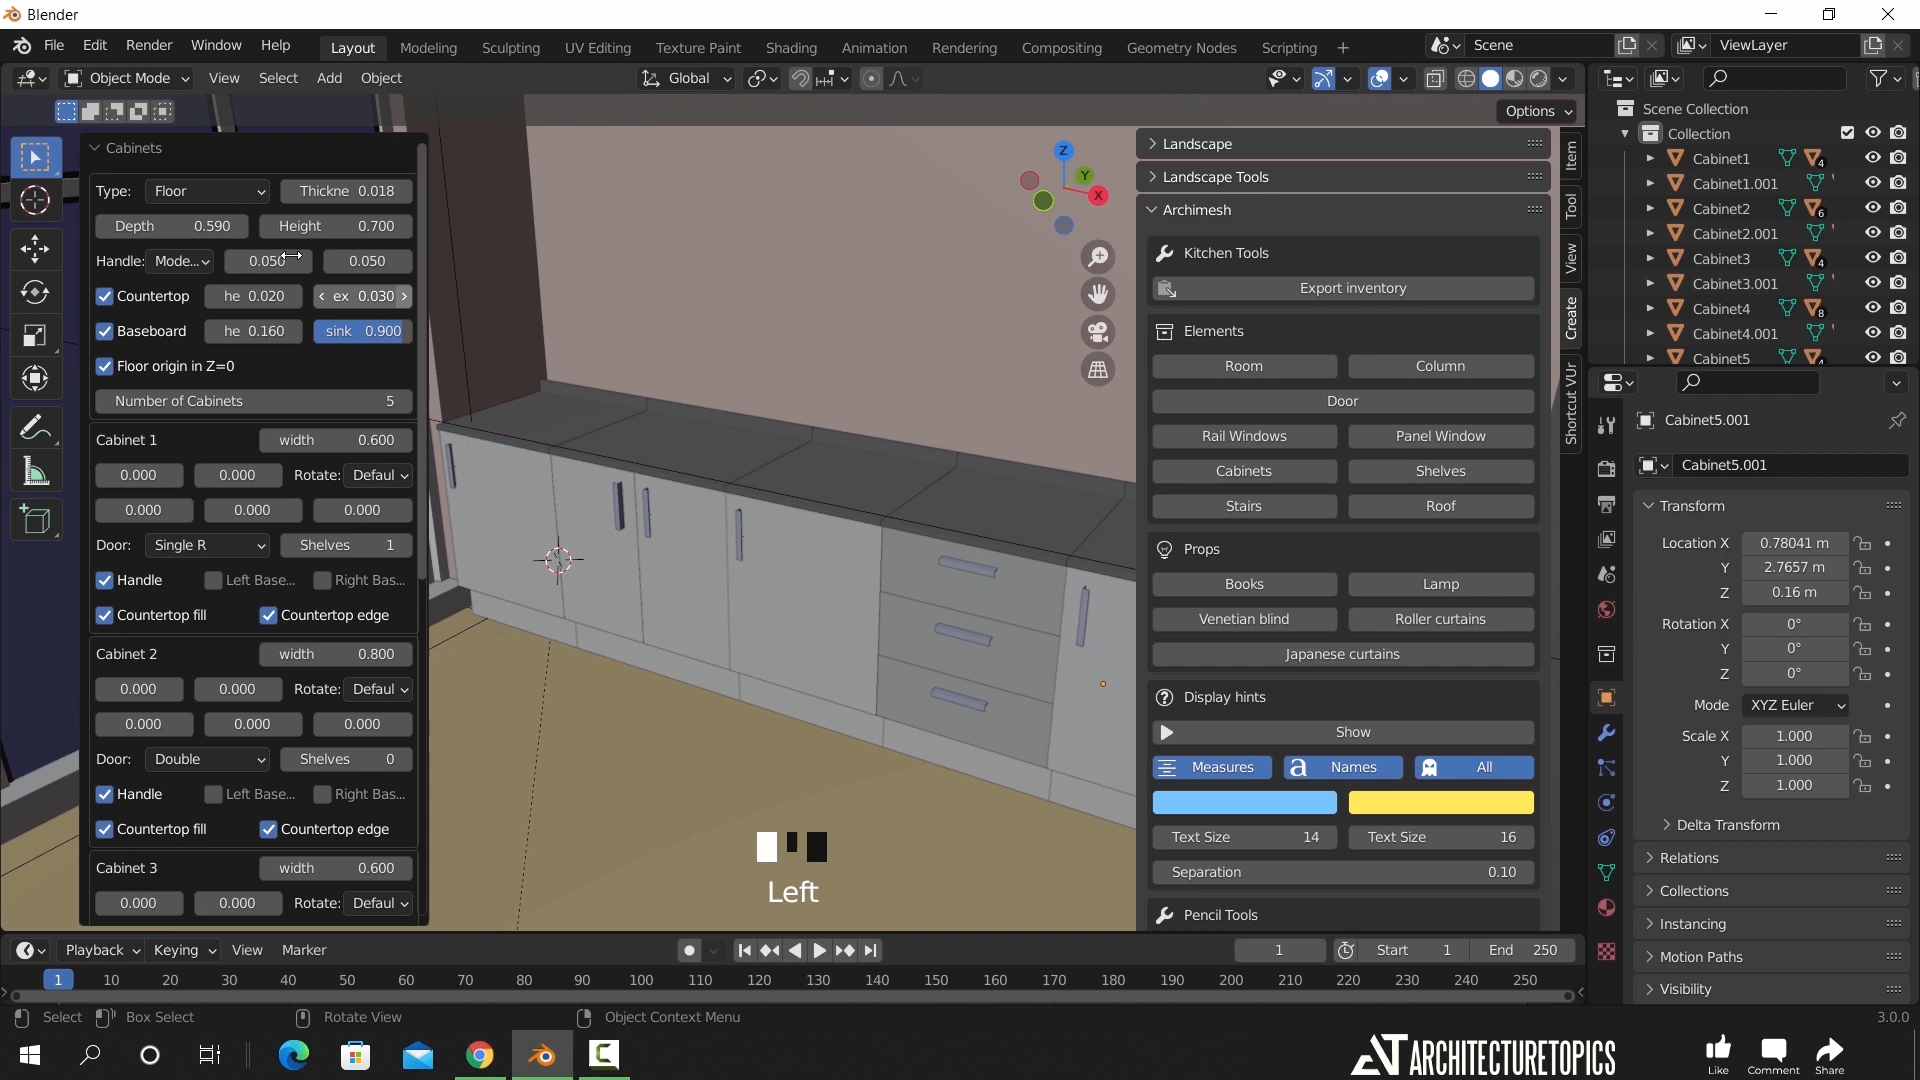 Blender
File Edit Render Window Help Layout Modeling Sculpting UV Editing Texture Paint Shading Animation Rendering Compositing Geometry Nodes Scripting + Scene ViewLayer
Object Mode View Select Add Object Global
Options
Cabinets
Type: Floor Thickne 0.018
Depth 0.590 Height 0.700
Handle: Mode... 0.050 0.050
Countertop he 0.020 ex 0.030
Baseboard he 0.160 sink 0.900
Floor origin in Z=0
Number of Cabinets 5
Cabinet 1 width 0.600
0.000 0.000 Rotate: Defaul
0.000 0.000 0.000
Door: Single R Shelves 1
Handle Left Base... Right Bas...
Countertop fill Countertop edge
Cabinet 2 width 0.800
0.000 0.000 Rotate: Defaul
0.000 0.000 0.000
Door: Double Shelves 0
Handle Left Base... Right Bas...
Countertop fill Countertop edge
Cabinet 3 width 0.600
0.000 0.000 Rotate: Defaul
Z
Y
X
Left
Landscape
Landscape Tools
Archimesh
Kitchen Tools
Export inventory
Elements
Room Column
Door
Rail Windows Panel Window
Cabinets Shelves
Stairs Roof
Props
Books Lamp
Venetian blind Roller curtains
Japanese curtains
Display hints
Show
Measures a Names All
Text Size 14 Text Size 16
Separation 0.10
Pencil Tools
Item
Tool
View
Create
Shortcut VUr
Scene Collection
Collection
Cabinet1 4
Cabinet1.001
Cabinet2 6
Cabinet2.001
Cabinet3 4
Cabinet3.001
Cabinet4 8
Cabinet4.001
Cabinet5
Cabinet5.001
Cabinet5.001
Transform
Location X 0.78041 m
Y 2.7657 m
Z 0.16 m
Rotation X 0°
Y 0°
Z 0°
Mode XYZ Euler
Scale X 1.000
Y 1.000
Z 1.000
Delta Transform
Relations
Collections
Instancing
Motion Paths
Visibility
Playback Keying View Marker 1 Start 1 End 250
1 10 20 30 40 50 60 70 80 90 100 110 120 130 140 150 160 170 180 190 200 210 220 230 240 250
Select Box Select Rotate View Object Context Menu 3.0.0
ARCHITECTURETOPICS
Like Comment Share